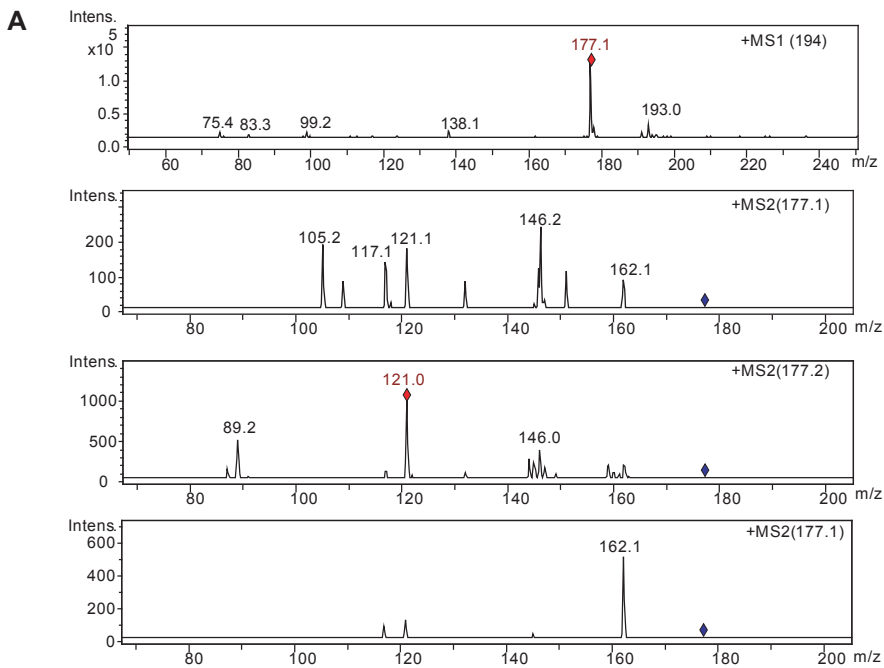 A
Intens.
x10
5
+MS1 (194)
177.1
1.0
0.5
0.0
75.4
83.3
99.2
138.1
193.0
60 80 100 120 140 160 180 200 220 240 m/z
Intens.
+MS2(177.1)
200
100
0
105.2
117.1
121.1
146.2
162.1
80 100 120 140 160 180 200 m/z
Intens.
+MS2(177.2)
1000
500
0
89.2
121.0
146.0
80 100 120 140 160 180 200 m/z
Intens.
+MS2(177.1)
600
400
200
0
162.1
80 100 120 140 160 180 200 m/z